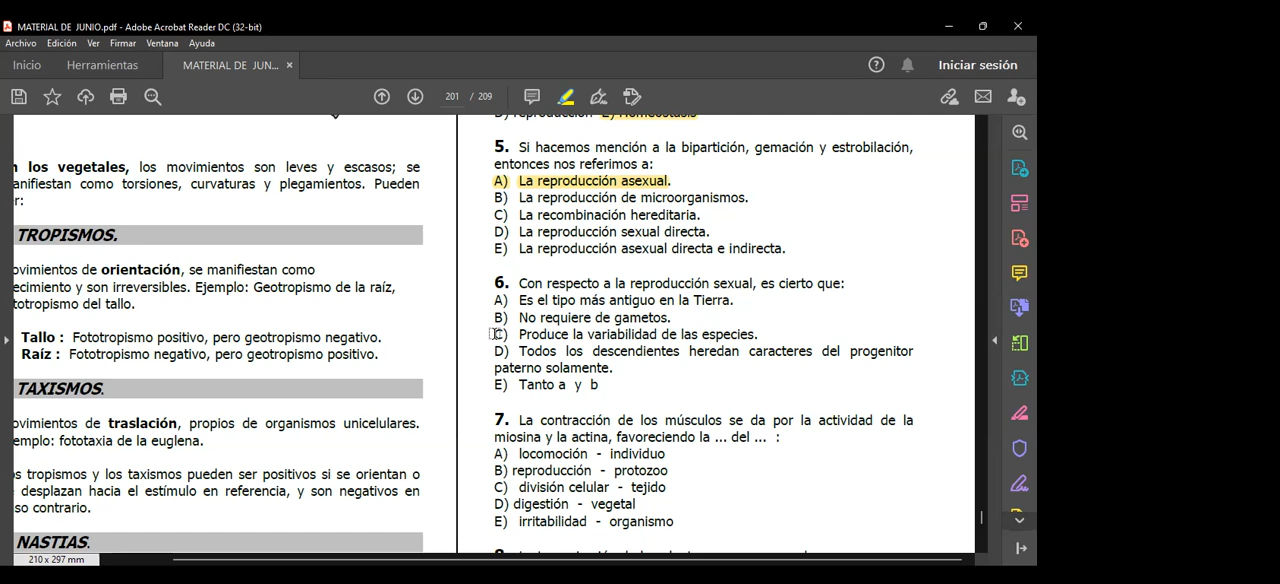 MATERIAL DE JUNIO.pdf - Adobe Acrobat Reader DC (32-bit)
Archivo Edición Ver Firmar Ventana Ayuda
Inicio Herramientas MATERIAL DE JUN... × Iniciar sesión
201 / 209
n los vegetales, los movimientos son leves y escasos; se
anifiestan como torsiones, curvaturas y plegamientos. Pueden
r:
TROPISMOS.
ovimientos de orientación, se manifiestan como
ecimiento y son irreversibles. Ejemplo: Geotropismo de la raíz,
totropismo del tallo.
Tallo : Fototropismo positivo, pero geotropismo negativo.
Raíz : Fototropismo negativo, pero geotropismo positivo.
TAXISMOS.
ovimientos de traslación, propios de organismos unicelulares.
emplo: fototaxia de la euglena.
s tropismos y los taxismos pueden ser positivos si se orientan o
desplazan hacia el estímulo en referencia, y son negativos en
so contrario.
NASTIAS.
210 x 297 mm
D) reproducción E) Homeostasis
5. Si hacemos mención a la bipartición, gemación y estrobilación,
entonces nos referimos a:
A) La reproducción asexual.
B) La reproducción de microorganismos.
C) La recombinación hereditaria.
D) La reproducción sexual directa.
E) La reproducción asexual directa e indirecta.
6. Con respecto a la reproducción sexual, es cierto que:
A) Es el tipo más antiguo en la Tierra.
B) No requiere de gametos.
C) Produce la variabilidad de las especies.
D) Todos los descendientes heredan caracteres del progenitor
paterno solamente.
E) Tanto a y b
7. La contracción de los músculos se da por la actividad de la
miosina y la actina, favoreciendo la ... del ... :
A) locomoción - individuo
B) reproducción - protozoo
C) división celular - tejido
D) digestión - vegetal
E) irritabilidad - organismo